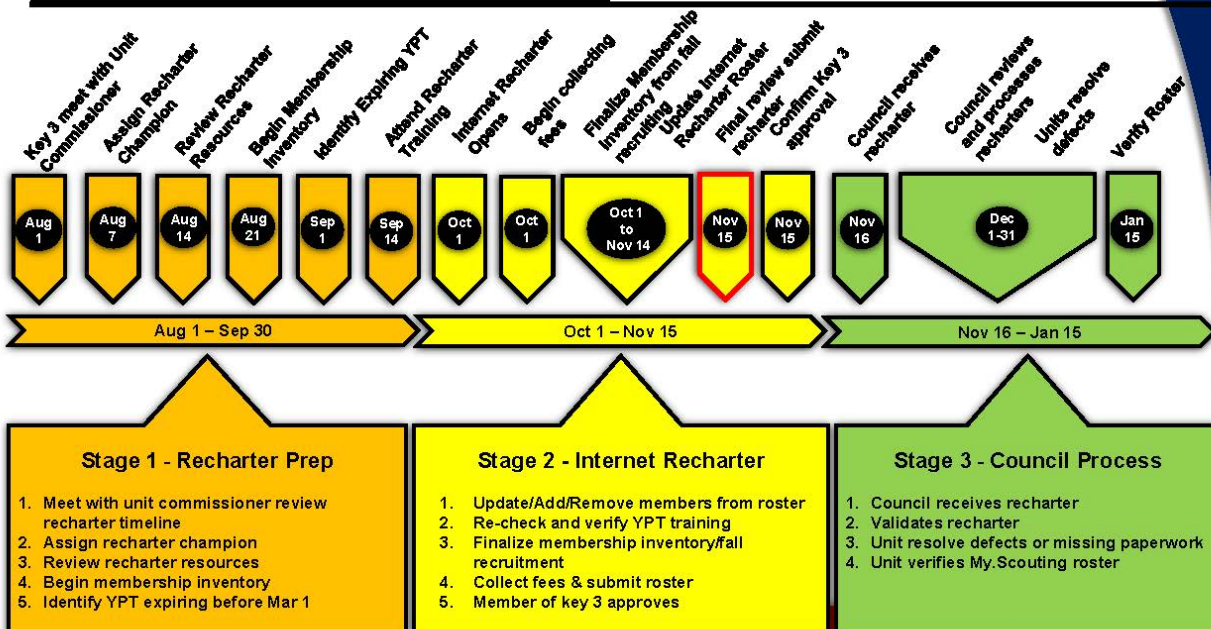 Key 3 meet with Unit
Commissioner
Assign Recharter
Champion
Review Recharter
Resources
Begin Membership
Inventory
Identify Expiring YPT
Attend Recharter
Training
Internet Recharter
Opens
Begin collecting
fees
Finalize Membership
Inventory from fall
recruiting
Update Internet
Recharter Roster
Final review submit
recharter
Confirm Key 3
approval
Council receives
recharter
Council reviews
and processes
recharters
Units resolve
defects
Verify Roster
Aug
1
Aug
7
Aug
14
Aug
21
Sep
1
Sep
14
Oct
1
Oct
1
Oct 1
to
Nov 14
Nov
15
Nov
15
Nov
16
Dec
1-31
Jan
15
Aug 1 – Sep 30
Oct 1 – Nov 15
Nov 16 – Jan 15
Stage 1 - Recharter Prep
1. Meet with unit commissioner review
recharter timeline
2. Assign recharter champion
3. Review recharter resources
4. Begin membership inventory
5. Identify YPT expiring before Mar 1
Stage 2 - Internet Recharter
1. Update/Add/Remove members from roster
2. Re-check and verify YPT training
3. Finalize membership inventory/fall
recruitment
4. Collect fees & submit roster
5. Member of key 3 approves
Stage 3 - Council Process
1. Council receives recharter
2. Validates recharter
3. Unit resolve defects or missing paperwork
4. Unit verifies My.Scouting roster